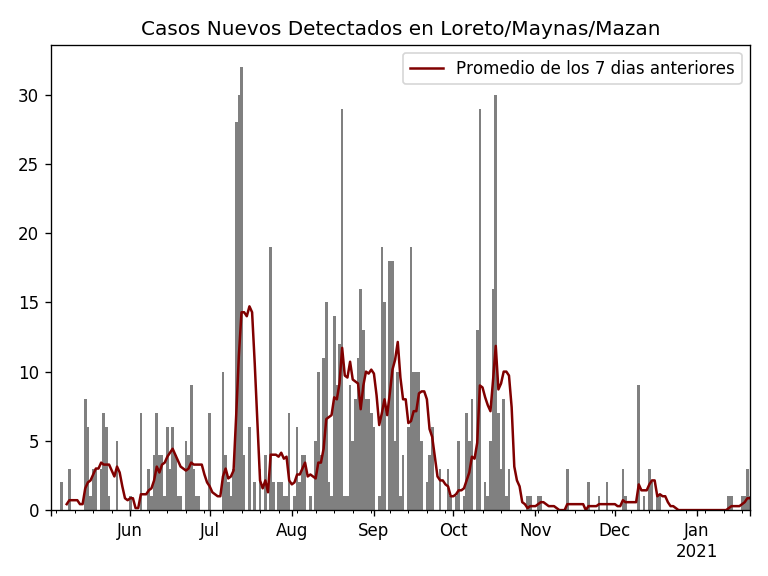 Casos Nuevos Detectados en Loreto/Maynas/Mazan
Promedio de los 7 dias anteriores
30
25
20
15
10
5
0
Jun Jul Aug Sep Oct Nov Dec Jan
2021